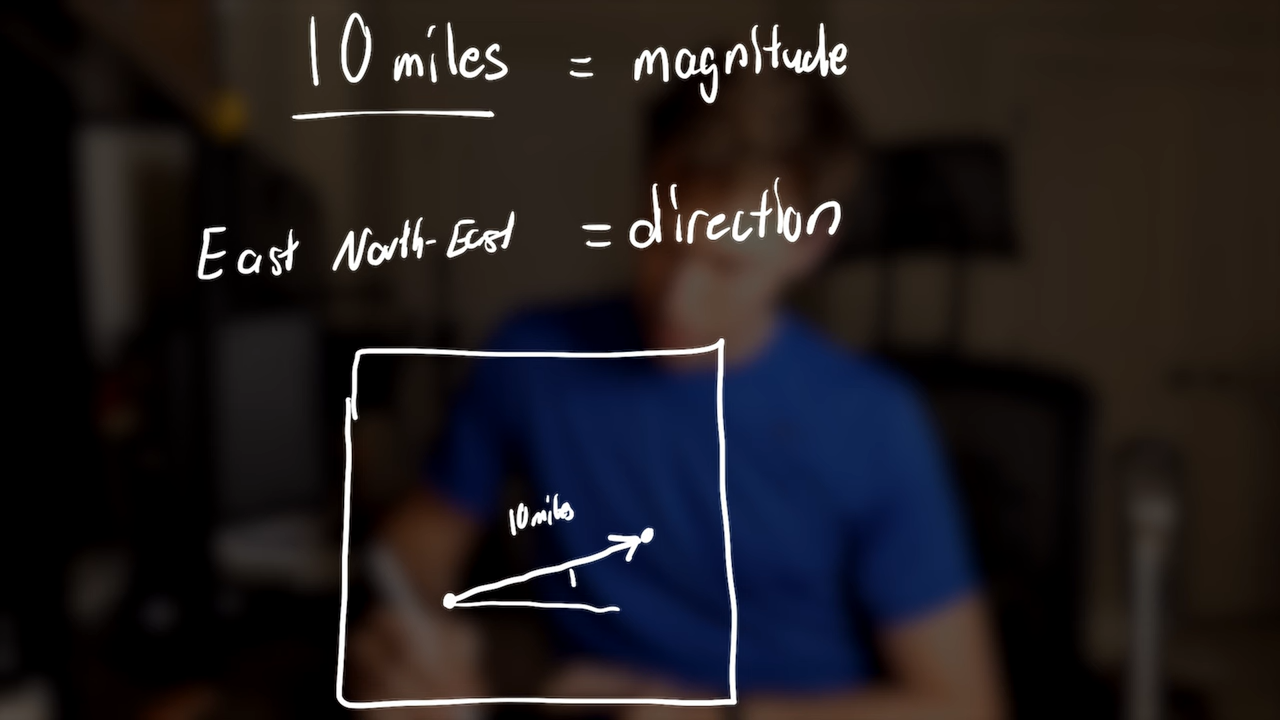 10 miles = magnitude
East North-East = direction
10 miles